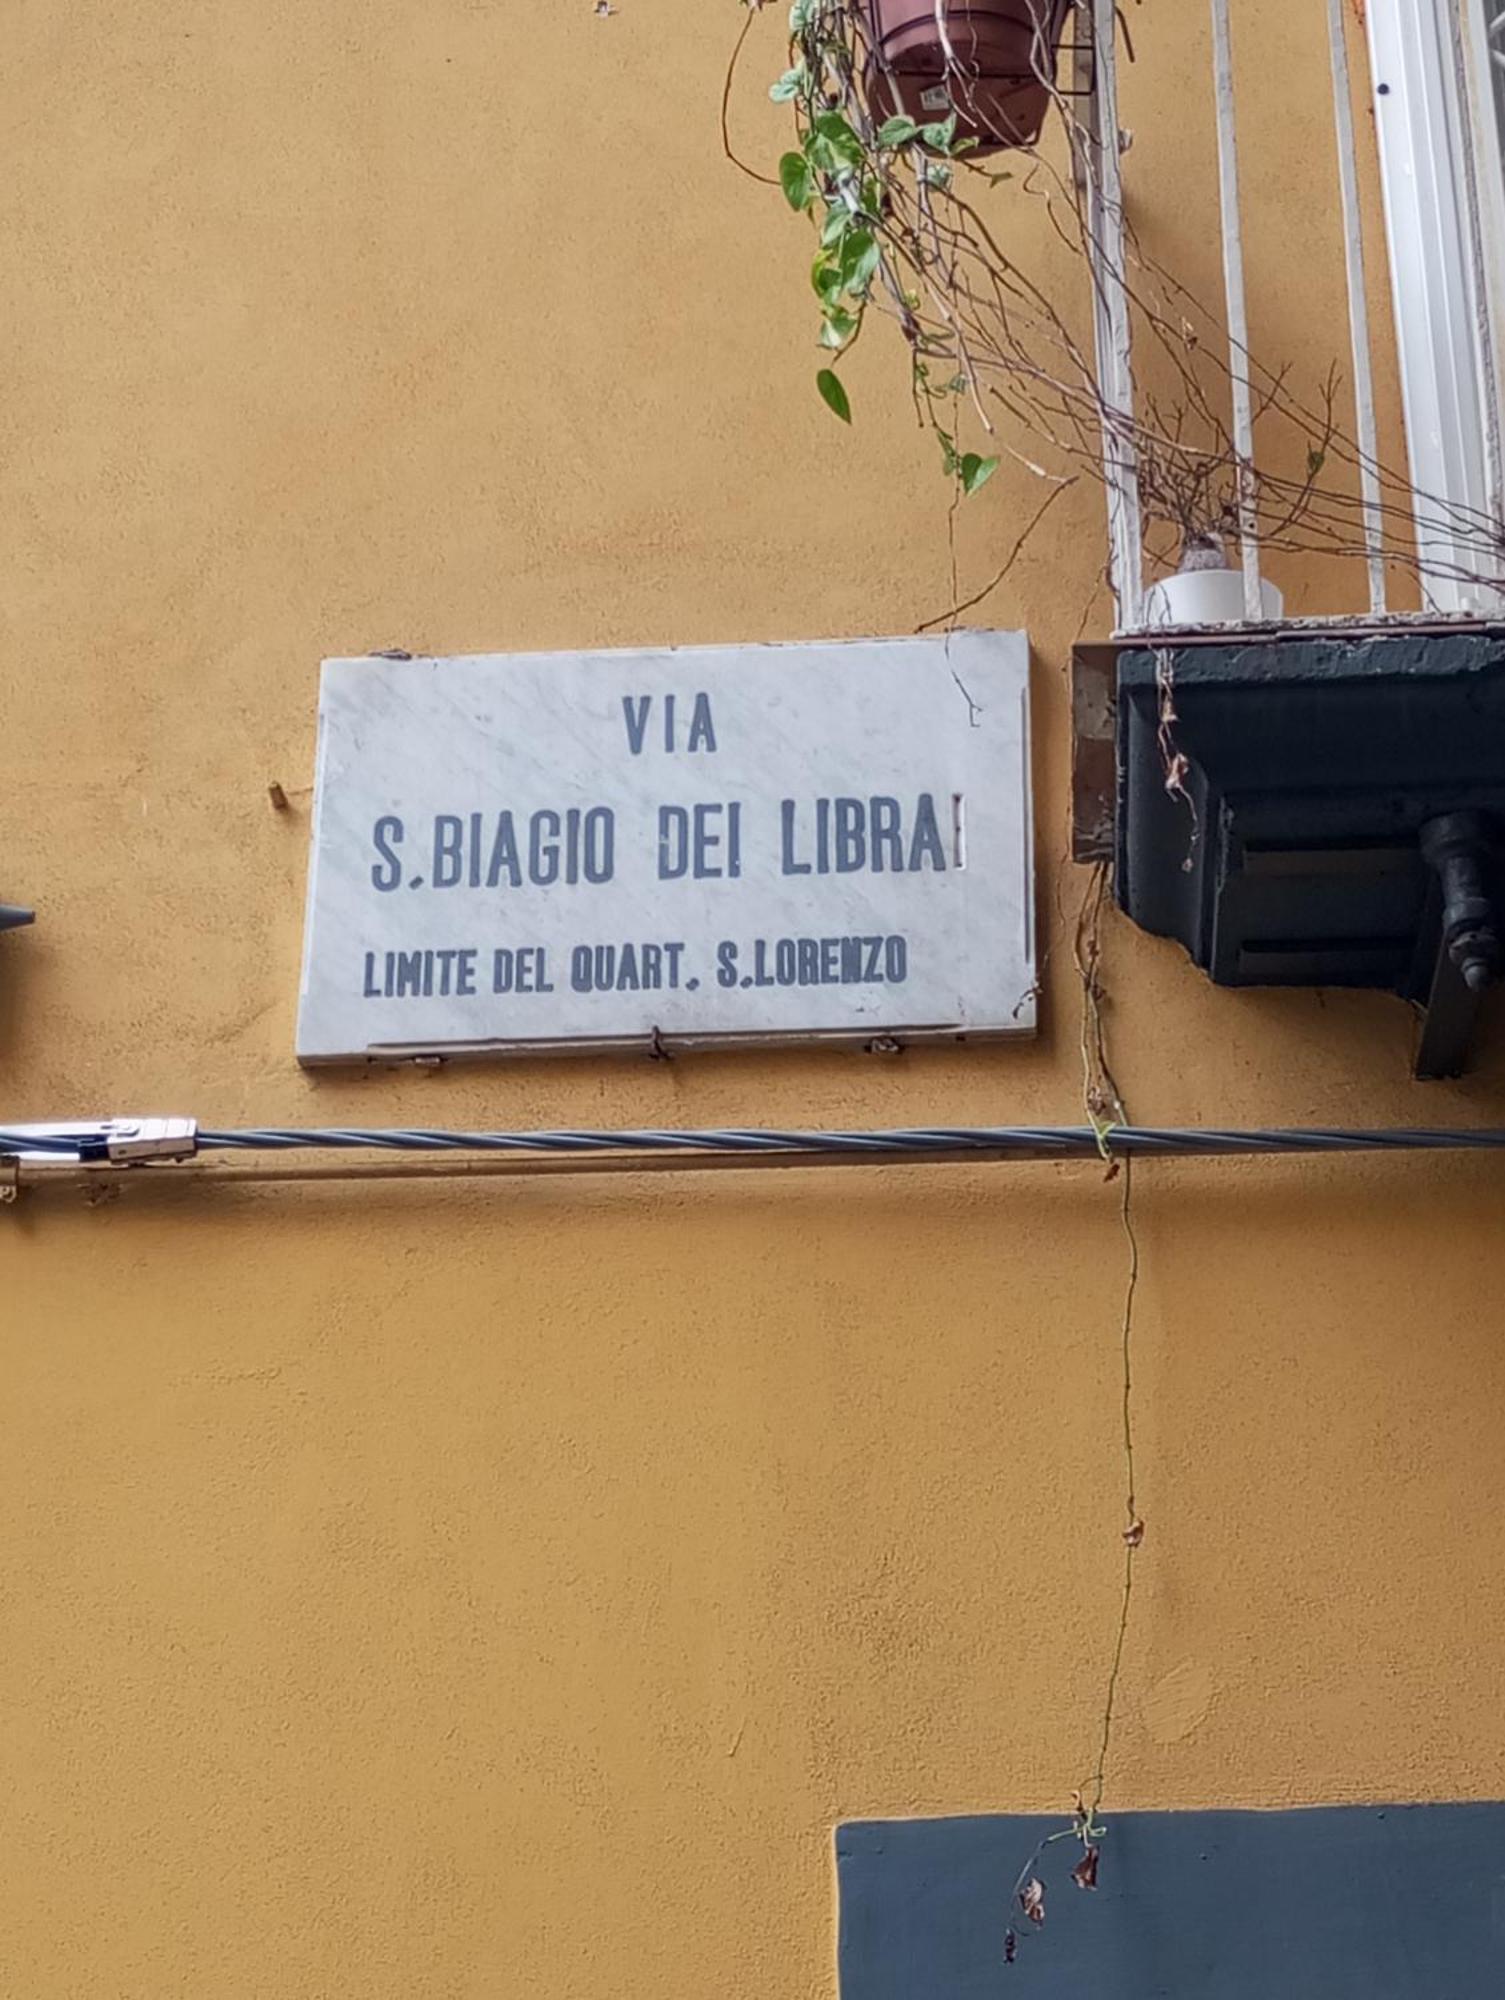 VIA
S.BIAGIO DEI LIBRAI
LIMITE DEL QUART. S.LORENZO